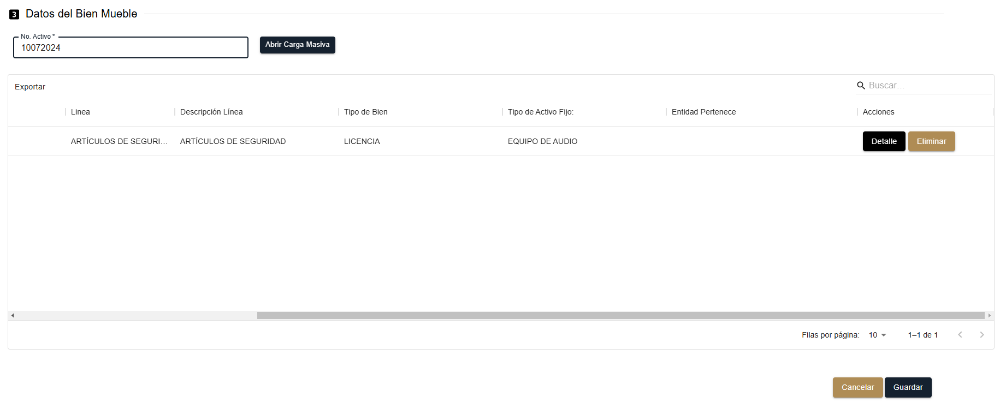 3 Datos del Bien Mueble
No. Activo *
10072024
Abrir Carga Masiva
Exportar
Buscar...
Linea
Descripción Línea
Tipo de Bien
Tipo de Activo Fijo:
Entidad Pertenece
Acciones
ARTÍCULOS DE SEGURI...
ARTÍCULOS DE SEGURIDAD
LICENCIA
EQUIPO DE AUDIO
Detalle
Eliminar
Filas por página:
10
1–1 de 1
Cancelar
Guardar